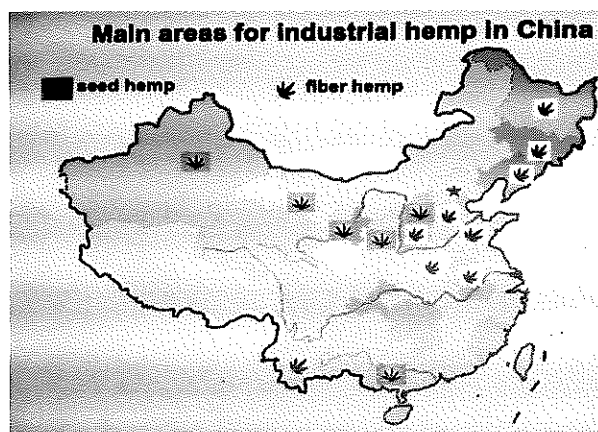 Main areas for industrial hemp in China
seed hemp
fiber hemp